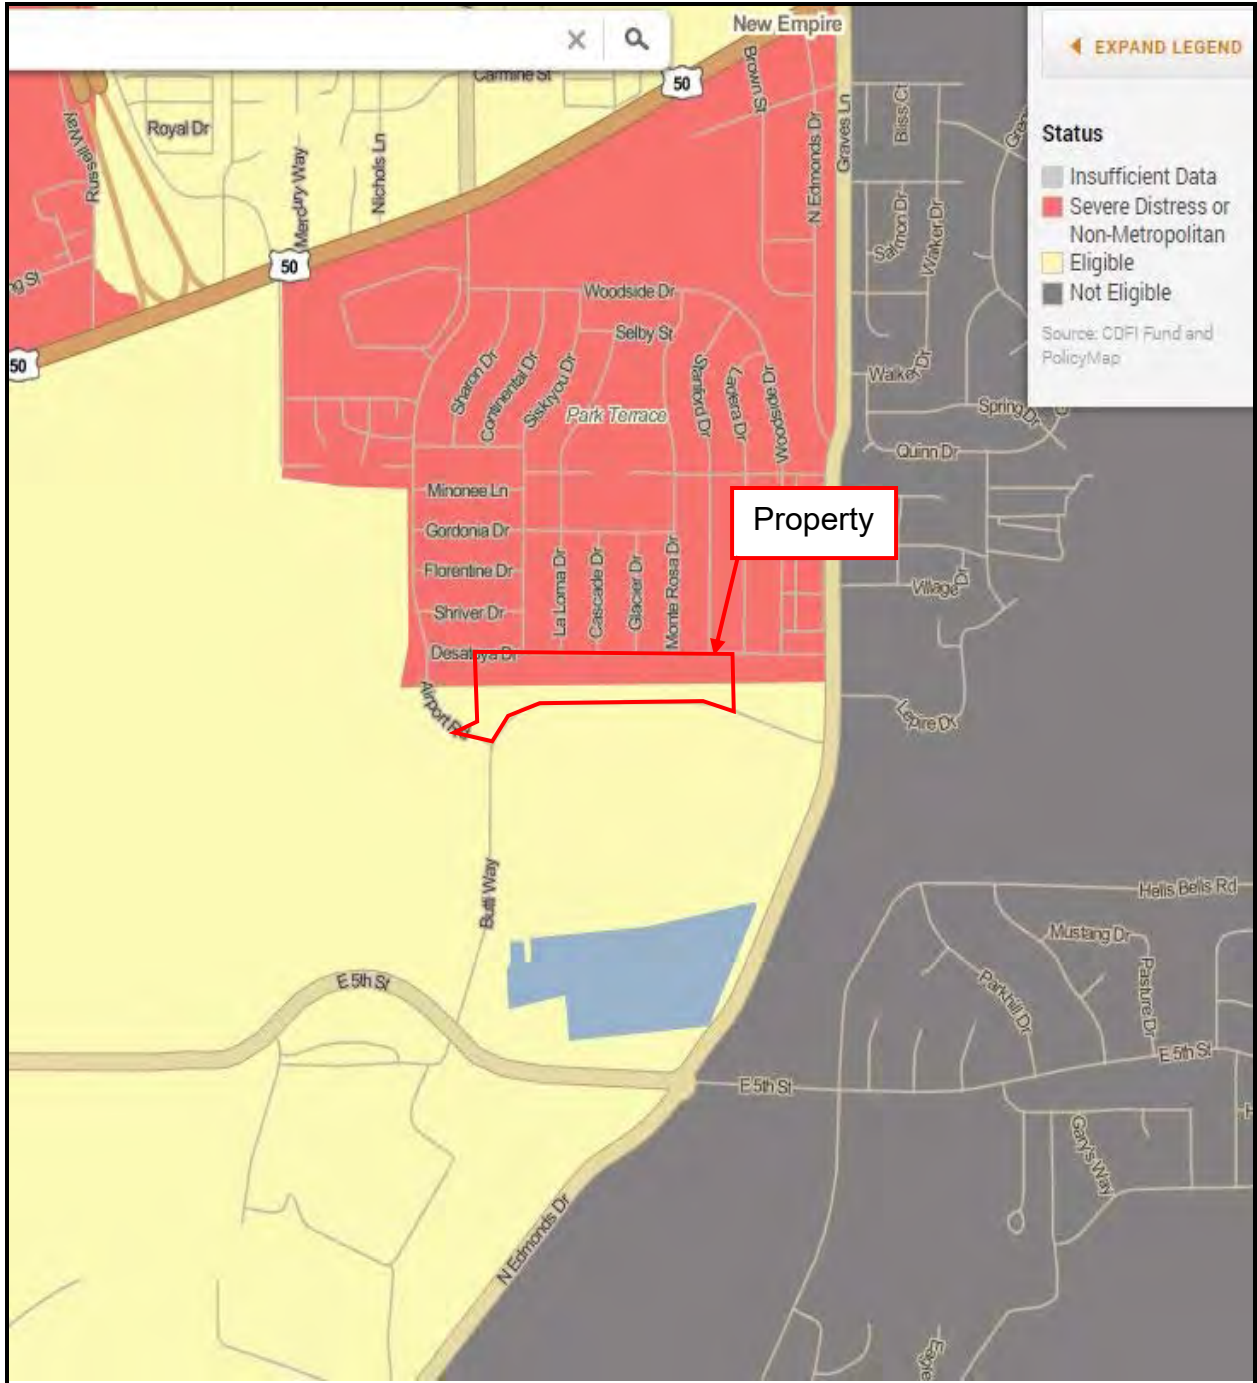 New Empire
EXPAND LEGEND
Status
Insufficient Data
Severe Distress or
Non-Metropolitan
Eligible
Not Eligible
Source: CDFI Fund and
PolicyMap
Carmine St
50
Brown St
Graves Ln
Bliss Ct
Royal Dr
Russell Way
Mercury Way
Nichols Ln
N Edmonds Dr
Salmon Dr
Walker Dr
50
ng St
50
Woodside Dr
Selby St
Sharon Dr
Continental Dr
Siskiyou Dr
Park Terrace
Stanford Dr
Woodside Dr
Walker Dr
Spring Dr
Quinn Dr
Minonee Ln
Property
Gordonia Dr
Florentine Dr
La Loma Dr
Cascade Dr
Glacier Dr
Monte Rosa Dr
Village Dr
Shriver Dr
Desatoya Dr
Airport Rd
Lepire Dr
Butti Way
Hells Bells Rd
Mustang Dr
Parkhill Dr
Pasture Dr
E 5th St
E 5th St
E 5th St
Gary's Way
N Edmonds Dr